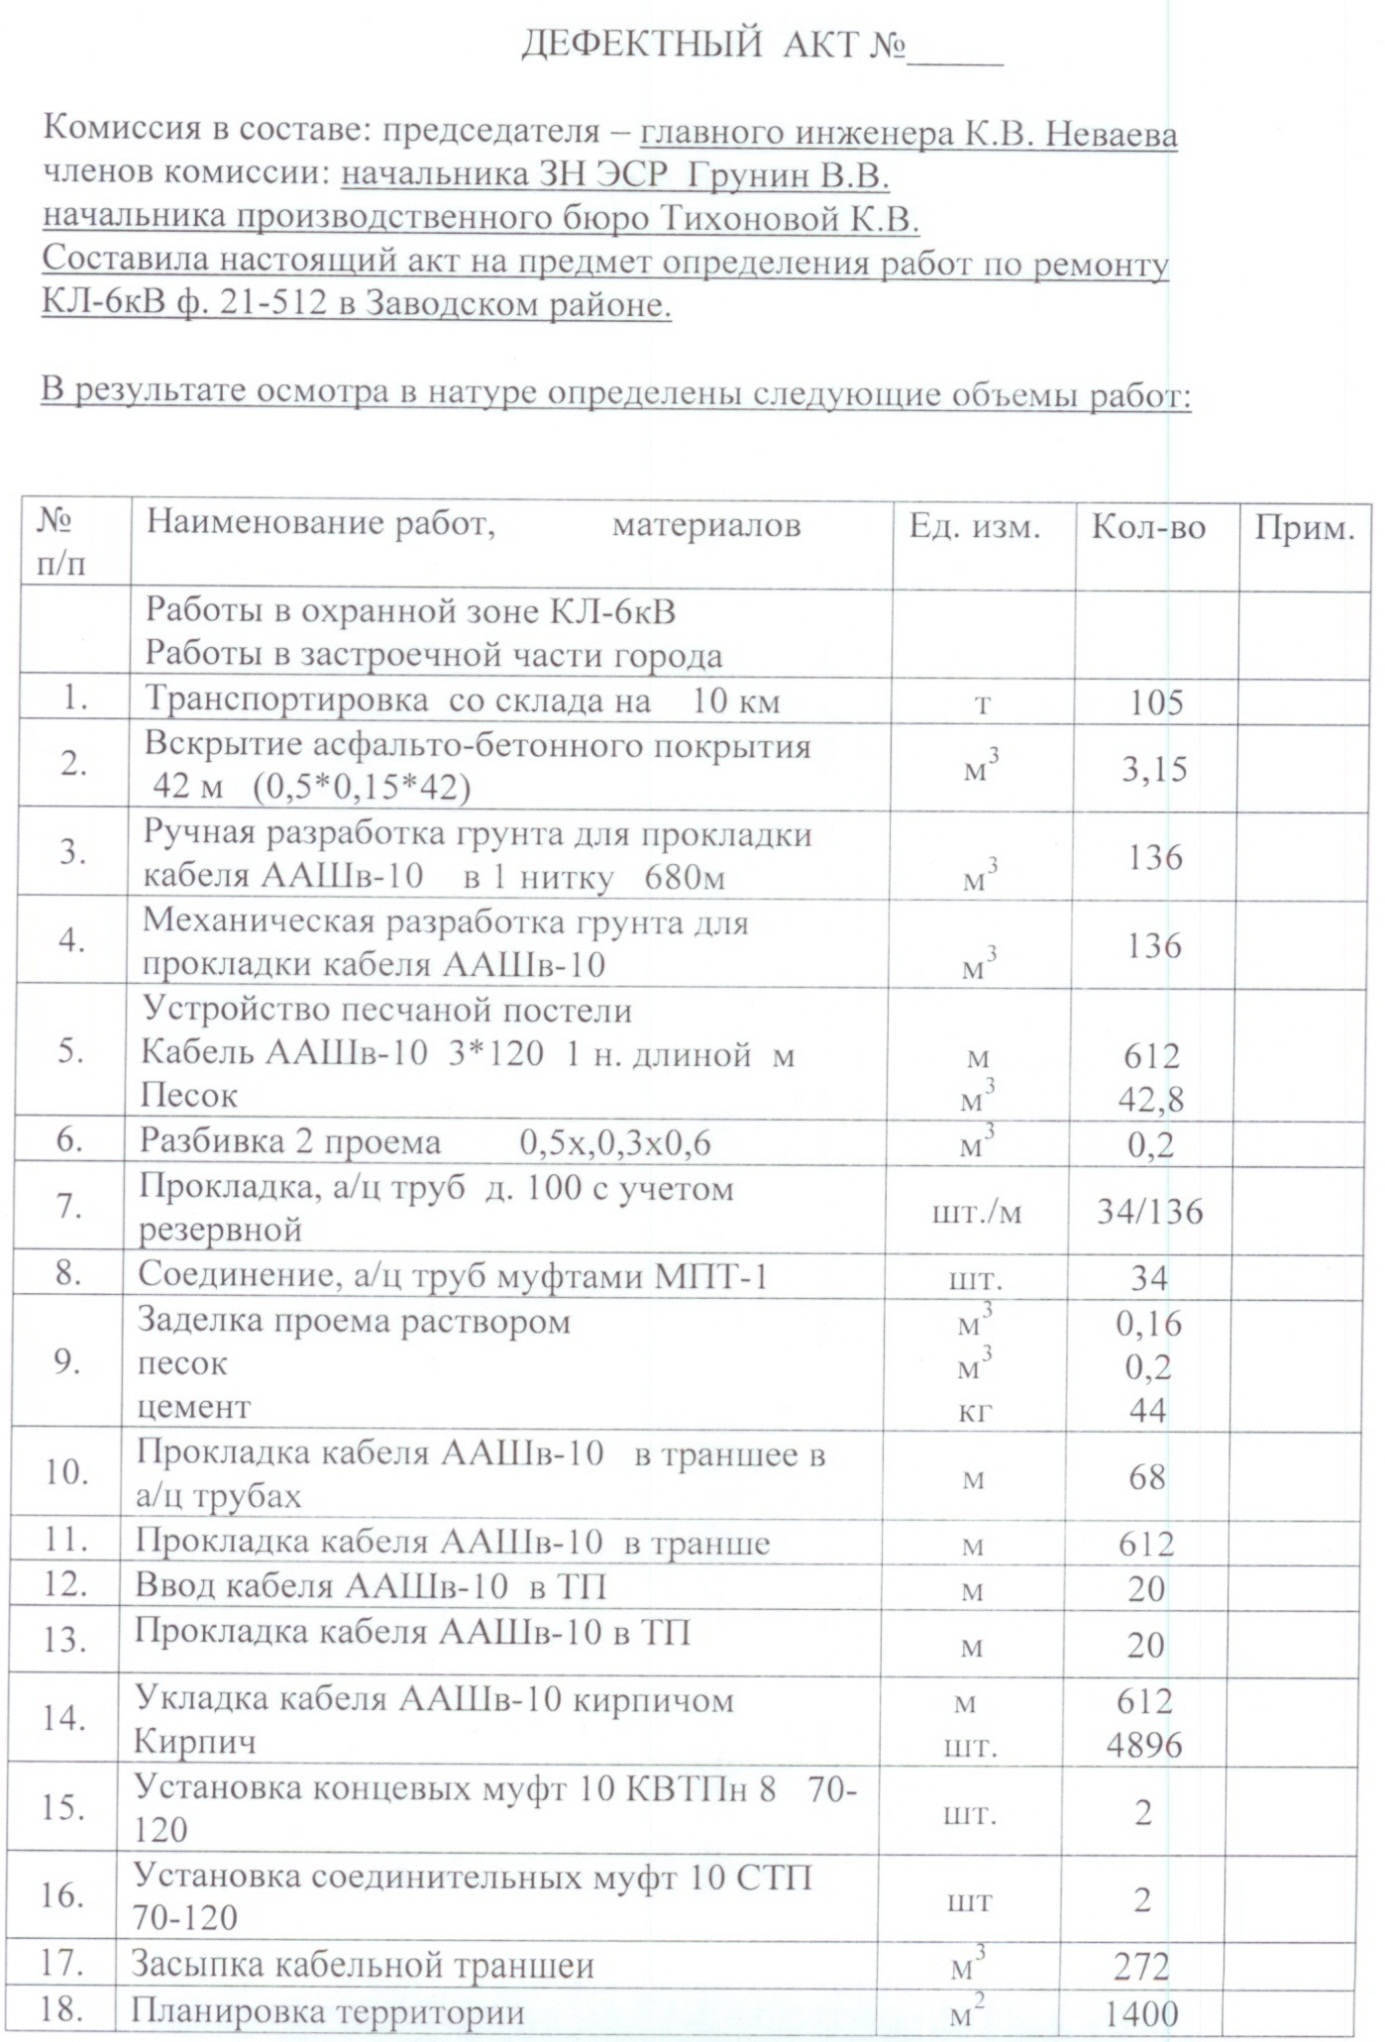 ДЕФЕКТНЫЙ АКТ №_____
Комиссия в составе: председателя – главного инженера К.В. Неваева
членов комиссии: начальника ЗН ЭСР Грунин В.В.
начальника производственного бюро Тихоновой К.В.
Составила настоящий акт на предмет определения работ по ремонту
КЛ-6кВ ф. 21-512 в Заводском районе.
В результате осмотра в натуре определены следующие объемы работ:
№ п/п Наименование работ, материалов Ед. изм. Кол-во Прим.
Работы в охранной зоне КЛ-6кВ
Работы в застроечной части города
1. Транспортировка со склада на 10 км т 105
2. Вскрытие асфальто-бетонного покрытия
42 м (0,5*0,15*42) м³ 3,15
3. Ручная разработка грунта для прокладки
кабеля ААШв-10 в 1 нитку 680м м³ 136
4. Механическая разработка грунта для
прокладки кабеля ААШв-10 м³ 136
5. Устройство песчаной постели
Кабель ААШв-10 3*120 1 н. длиной м м 612
Песок м³ 42,8
6. Разбивка 2 проема 0,5х,0,3х0,6 м³ 0,2
7. Прокладка, а/ц труб д. 100 с учетом
резервной шт./м 34/136
8. Соединение, а/ц труб муфтами МПТ-1 шт. 34
9. Заделка проема раствором м³ 0,16
песок м³ 0,2
цемент кг 44
10. Прокладка кабеля ААШв-10 в траншее в
а/ц трубах м 68
11. Прокладка кабеля ААШв-10 в транше м 612
12. Ввод кабеля ААШв-10 в ТП м 20
13. Прокладка кабеля ААШв-10 в ТП м 20
14. Укладка кабеля ААШв-10 кирпичом м 612
Кирпич шт. 4896
15. Установка концевых муфт 10 КВТПн 8 70-
120 шт. 2
16. Установка соединительных муфт 10 СТП
70-120 шт 2
17. Засыпка кабельной траншеи м³ 272
18. Планировка территории м² 1400